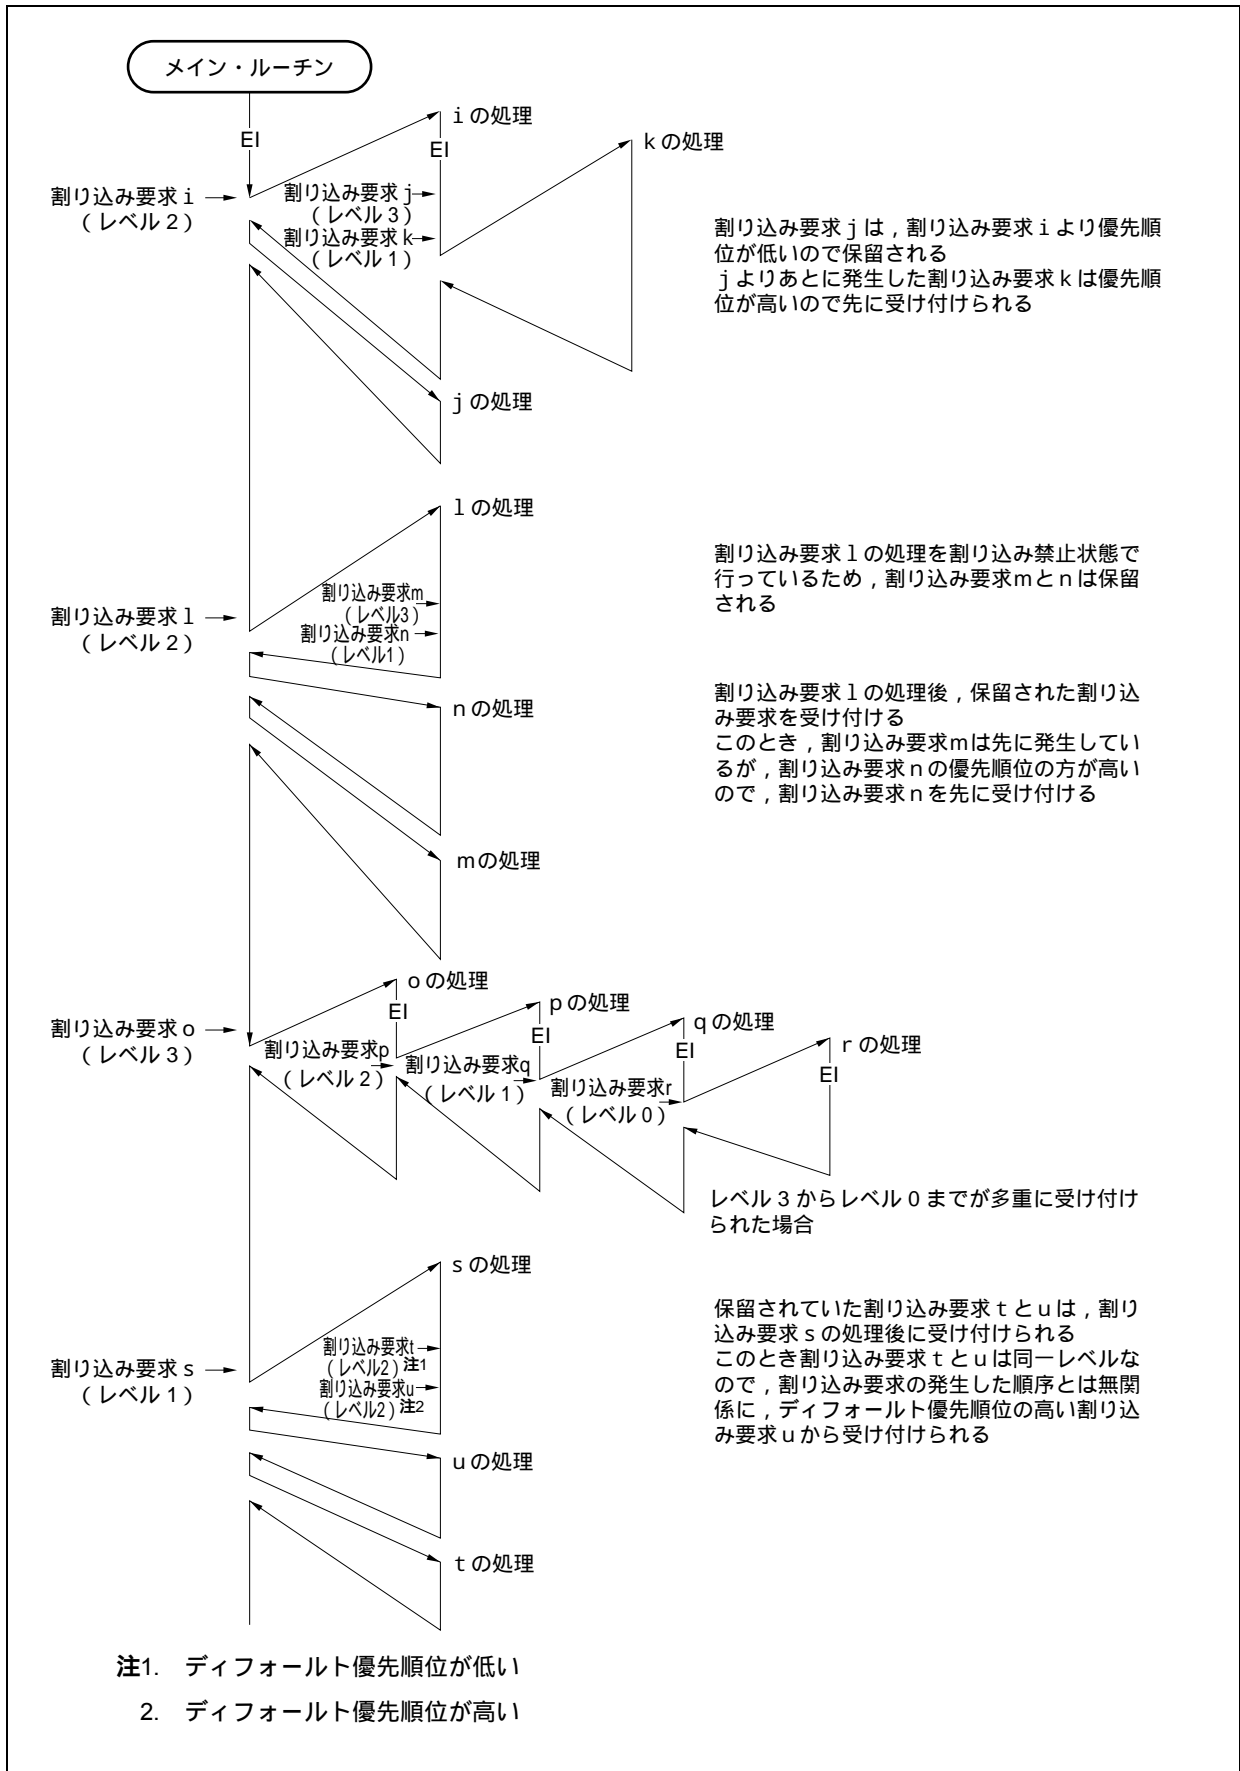 メイン・ルーチン
EI
iの処理
EI
kの処理
割り込み要求i
（レベル2）
割り込み要求j
（レベル3）
割り込み要求k
（レベル1）
割り込み要求jは，割り込み要求iより優先順
位が低いので保留される
jよりあとに発生した割り込み要求kは優先順
位が高いので先に受け付けられる
jの処理
lの処理
割り込み要求l
（レベル2）
割り込み要求m
（レベル3）
割り込み要求n
（レベル1）
割り込み要求lの処理を割り込み禁止状態で
行っているため，割り込み要求mとnは保留
される
nの処理
割り込み要求lの処理後，保留された割り込
み要求を受け付ける
このとき，割り込み要求mは先に発生してい
るが，割り込み要求nの優先順位の方が高い
ので，割り込み要求nを先に受け付ける
mの処理
oの処理
EI
pの処理
EI
qの処理
EI
rの処理
EI
割り込み要求o
（レベル3）
割り込み要求p
（レベル2）
割り込み要求q
（レベル1）
割り込み要求r
（レベル0）
レベル3からレベル0までが多重に受け付け
られた場合
sの処理
割り込み要求s
（レベル1）
割り込み要求t
（レベル2）注1
割り込み要求u
（レベル2）注2
保留されていた割り込み要求tとuは，割り
込み要求sの処理後に受け付けられる
このとき割り込み要求tとuは同一レベルな
ので，割り込み要求の発生した順序とは無関
係に，ディフォールト優先順位の高い割り込
み要求uから受け付けられる
uの処理
tの処理
注1. ディフォールト優先順位が低い
2. ディフォールト優先順位が高い